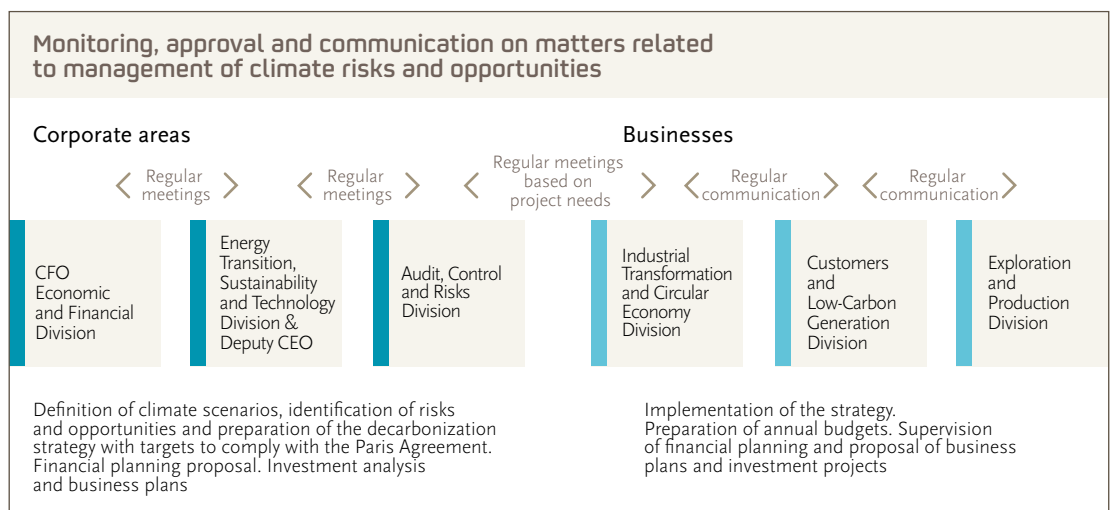 Monitoring, approval and communication on matters related
to management of climate risks and opportunities
Corporate areas
Businesses
Regular
meetings
Regular
meetings
Regular meetings
based on
project needs
Regular
communication
Regular
communication
CFO
Economic
and Financial
Division
Energy
Transition,
Sustainability
and Technology
Division &
Deputy CEO
Audit, Control
and Risks
Division
Industrial
Transformation
and Circular
Economy
Division
Customers
and
Low-Carbon
Generation
Division
Exploration
and
Production
Division
Definition of climate scenarios, identification of risks
and opportunities and preparation of the decarbonization
strategy with targets to comply with the Paris Agreement.
Financial planning proposal. Investment analysis
and business plans
Implementation of the strategy.
Preparation of annual budgets. Supervision
of financial planning and proposal of business
plans and investment projects